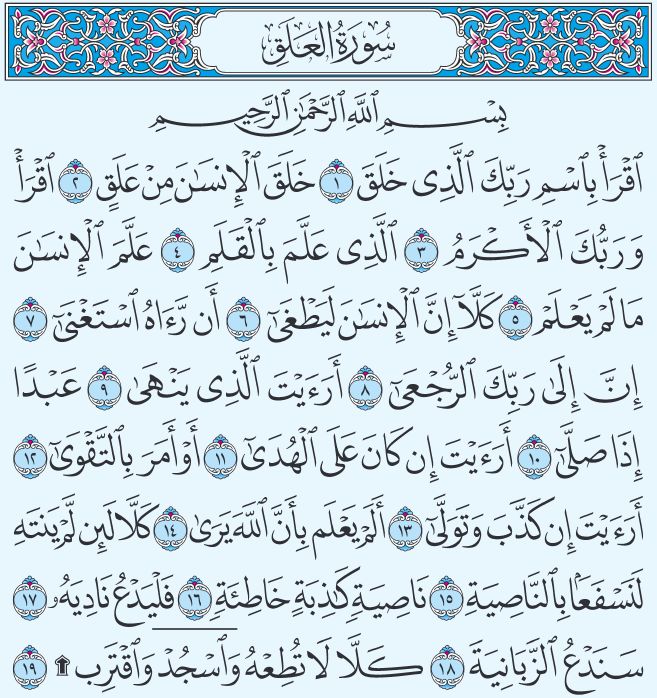 سُورَةُ العَلَقِ
بِسْمِ ٱللَّهِ ٱلرَّحْمَٰنِ ٱلرَّحِيمِ
ٱقْرَأْ بِٱسْمِ رَبِّكَ ٱلَّذِى خَلَقَ ١ خَلَقَ ٱلْإِنسَٰنَ مِنْ عَلَقٍ ٢ ٱقْرَأْ
وَرَبُّكَ ٱلْأَكْرَمُ ٣ ٱلَّذِى عَلَّمَ بِٱلْقَلَمِ ٤ عَلَّمَ ٱلْإِنسَٰنَ
مَا لَمْ يَعْلَمْ ٥ كَلَّآ إِنَّ ٱلْإِنسَٰنَ لَيَطْغَىٰٓ ٦ أَن رَّءَاهُ ٱسْتَغْنَىٰٓ ٧
إِنَّ إِلَىٰ رَبِّكَ ٱلرُّجْعَىٰٓ ٨ أَرَءَيْتَ ٱلَّذِى يَنْهَىٰ ٩ عَبْدًا
إِذَا صَلَّىٰٓ ١٠ أَرَءَيْتَ إِن كَانَ عَلَى ٱلْهُدَىٰٓ ١١ أَوْ أَمَرَ بِٱلتَّقْوَىٰٓ ١٢
أَرَءَيْتَ إِن كَذَّبَ وَتَوَلَّىٰٓ ١٣ أَلَمْ يَعْلَم بِأَنَّ ٱللَّهَ يَرَىٰ ١٤ كَلَّا لَئِن لَّمْ يَنتَهِ
لَنَسْفَعًۢا بِٱلنَّاصِيَةِ ١٥ نَاصِيَةٍ كَٰذِبَةٍ خَاطِئَةٍ ١٦ فَلْيَدْعُ نَادِيَهُۥ ١٧
سَنَدْعُ ٱلزَّبَانِيَةَ ١٨ كَلَّا لَا تُطِعْهُ وَٱسْجُدْ وَٱقْتَرِب ۩ ١٩